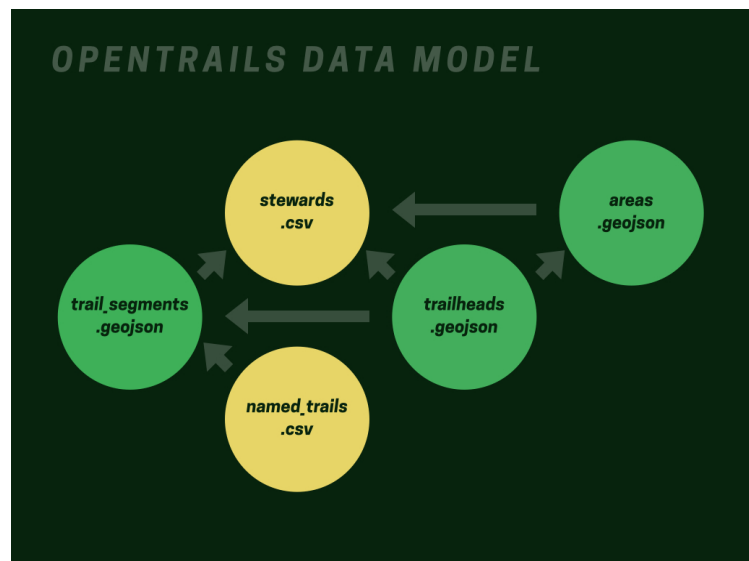 OPENTRAILS DATA MODEL
stewards
.csv
areas
.geojson
trail_segments
.geojson
trailheads
.geojson
named_trails
.csv